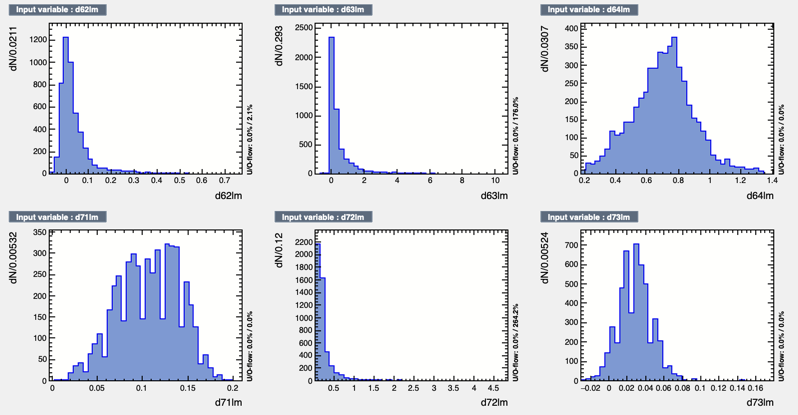 Input variable : d62lm
dN/0.0211
1200
1000
800
600
400
200
0
0 0.1 0.2 0.3 0.4 0.5 0.6 0.7
U/O-flow: 0.0% / 2.1%
d62lm
Input variable : d63lm
dN/0.293
2500
2000
1500
1000
500
0
0 2 4 6 8 10
U/O-flow: 0.0% / 176.0%
d63lm
Input variable : d64lm
dN/0.0307
400
350
300
250
200
150
100
50
0
0.2 0.4 0.6 0.8 1 1.2 1.4
U/O-flow: 0.0% / 0.0%
d64lm
Input variable : d71lm
dN/0.00532
350
300
250
200
150
100
50
0
0 0.05 0.1 0.15 0.2
U/O-flow: 0.0% / 0.0%
d71lm
Input variable : d72lm
dN/0.12
2200
2000
1800
1600
1400
1200
1000
800
600
400
200
0
0.5 1 1.5 2 2.5 3 3.5 4 4.5
U/O-flow: 0.0% / 264.2%
d72lm
Input variable : d73lm
dN/0.00524
700
600
500
400
300
200
100
0
−0.02 0 0.02 0.04 0.06 0.08 0.1 0.12 0.14 0.16
U/O-flow: 0.0% / 0.0%
d73lm